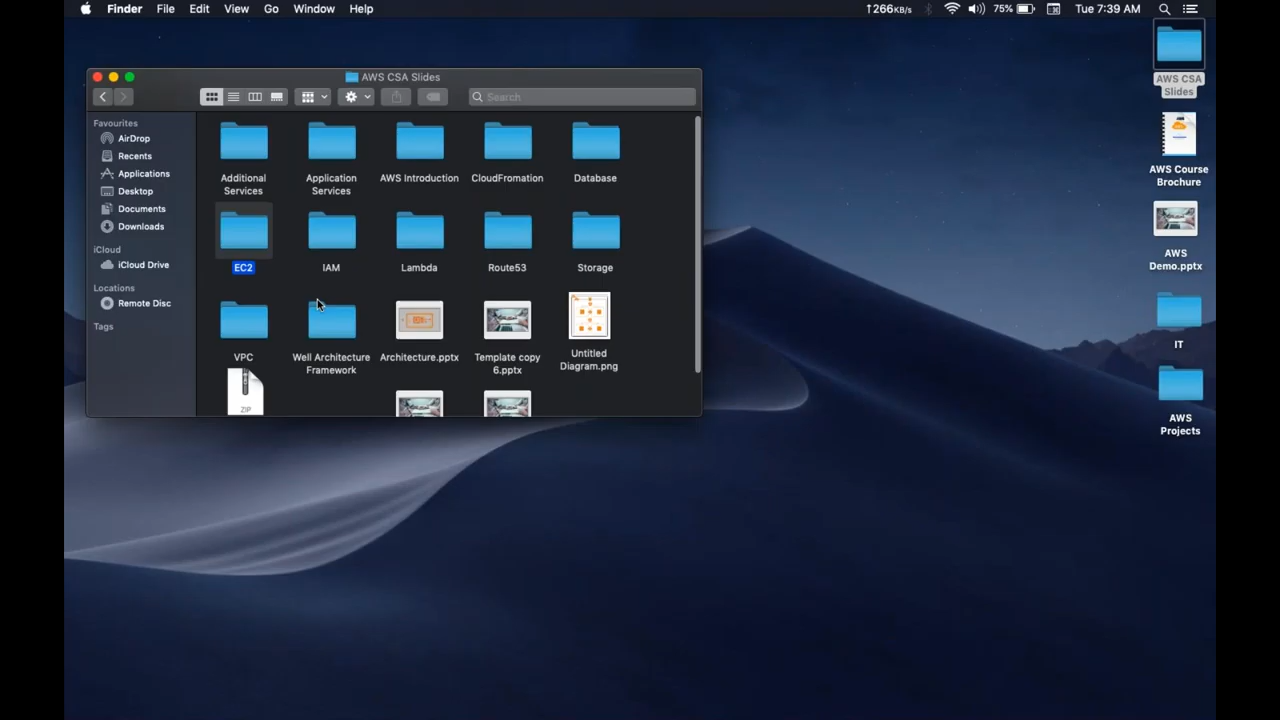 Finder File Edit View Go Window Help
↑266KB/s 75% Tue 7:39 AM
AWS CSA Slides
Search
Favourites
AirDrop
Recents
Applications
Desktop
Documents
Downloads
iCloud
iCloud Drive
Locations
Remote Disc
Tags
Additional
Services
Application
Services
AWS Introduction
CloudFromation
Database
EC2
IAM
Lambda
Route53
Storage
VPC
Well Architecture
Framework
Architecture.pptx
Template copy
6.pptx
Untitled
Diagram.png
ZIP
AWS CSA
Slides
AWS Course
Brochure
AWS
Demo.pptx
IT
AWS
Projects